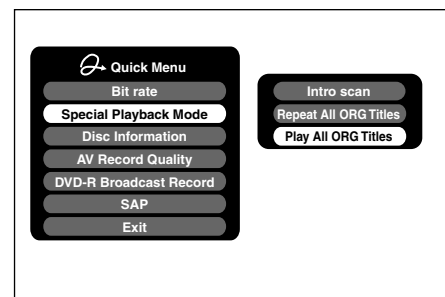 Quick Menu
Bit rate
Special Playback Mode
Disc Information
AV Record Quality
DVD-R Broadcast Record
SAP
Exit
Intro scan
Repeat All ORG Titles
Play All ORG Titles